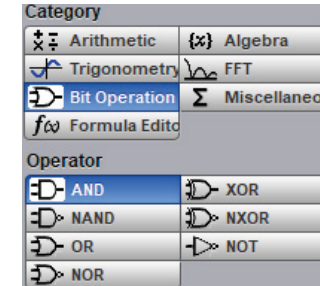 Category
Arithmetic {x} Algebra
Trigonometry FFT
Bit Operation Σ Miscellaneo
f(x) Formula Edito
Operator
AND XOR
NAND NXOR
OR NOT
NOR